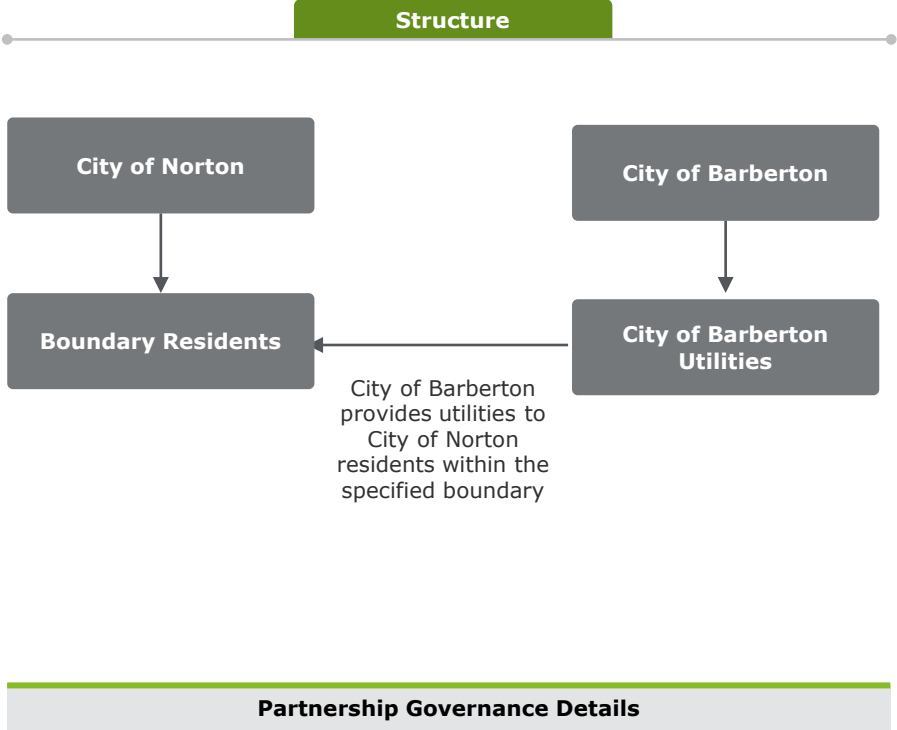 Structure
City of Norton
City of Barberton
Boundary Residents
City of Barberton
Utilities
City of Barberton
provides utilities to
City of Norton
residents within the
specified boundary
Partnership Governance Details